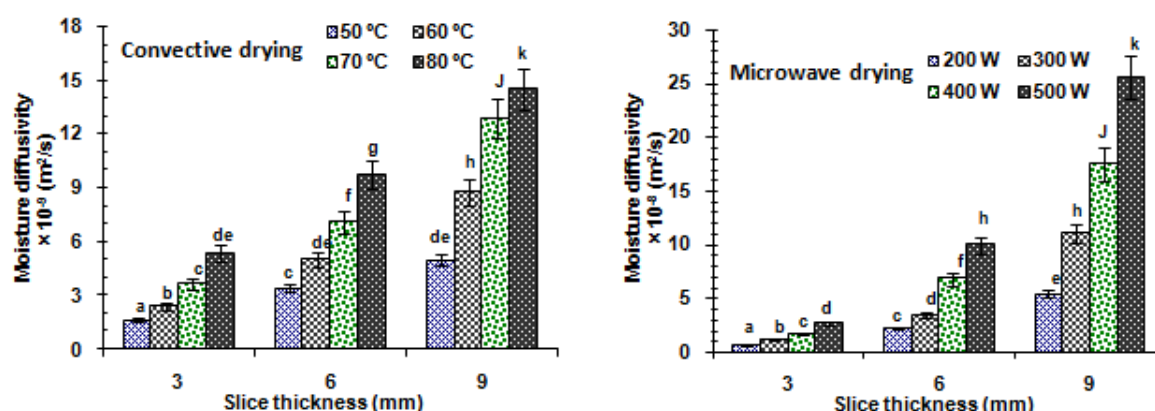 18
15
12
9
6
3
0
Moisture diffusivity
× 10⁻⁹ (m²/s)
Convective drying
50 ºC 60 ºC
70 ºC 80 ºC
a b c de
c de f g
de h J k
3 6 9
Slice thickness (mm)
30
25
20
15
10
5
0
Moisture diffusivity
× 10⁻⁸ (m²/s)
Microwave drying
200 W 300 W
400 W 500 W
a b c d
c d f h
e h J k
3 6 9
Slice thickness (mm)